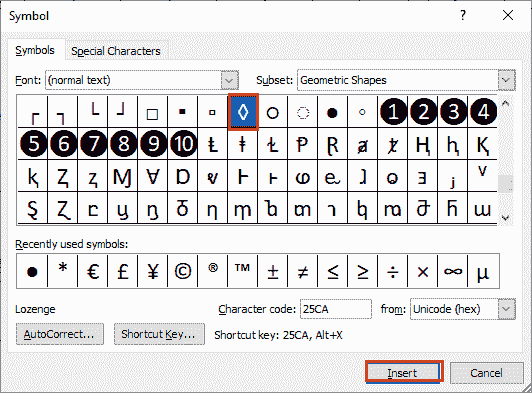 Symbol ? ×
Symbols Special Characters
Font: (normal text) Subset: Geometric Shapes
┌ ┐ └ ┘ □ ▪ ▫ ◊ ○ ◌ ● ◦ ❶ ❷ ❸ ❹
❺ ❻ ❼ ❽ ❾ ❿ Ⱡ ⱡ Ɫ Ᵽ Ɽ ⱥ ⱦ Ⱨ ⱨ Ⱪ
ⱪ Ⱬ ⱬ Ɱ Ɐ Ɒ ⱱ Ⱶ ⱶ ⱷ ⱸ ⱹ ⱺ ⱻ ⱼ ⱽ
Ȿ Ɀ
Recently used symbols:
● * € £ ¥ © ® ™ ± ≠ ≤ ≥ ÷ × ∞ µ
Lozenge Character code: 25CA from: Unicode (hex)
AutoCorrect... Shortcut Key... Shortcut key: 25CA, Alt+X
Insert Cancel